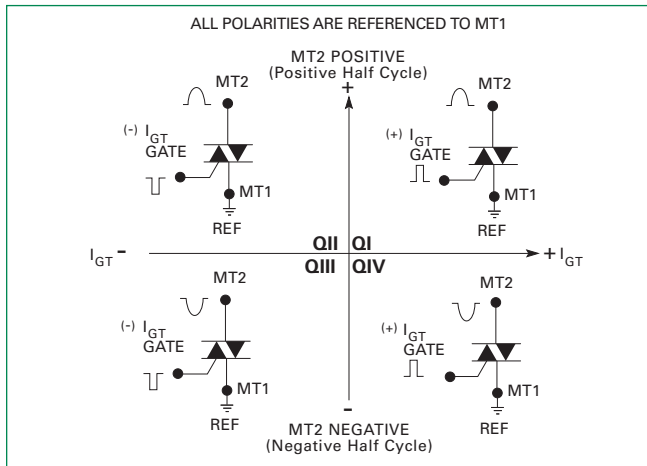 ALL POLARITIES ARE REFERENCED TO MT1
MT2 POSITIVE
(Positive Half Cycle)
+
MT2
(-) IGT
GATE
MT1
REF
MT2
(+) IGT
GATE
MT1
REF
IGT -
QII QI
QIII QIV
+ IGT
MT2
(-) IGT
GATE
MT1
REF
MT2
(+) IGT
GATE
MT1
REF
-
MT2 NEGATIVE
(Negative Half Cycle)